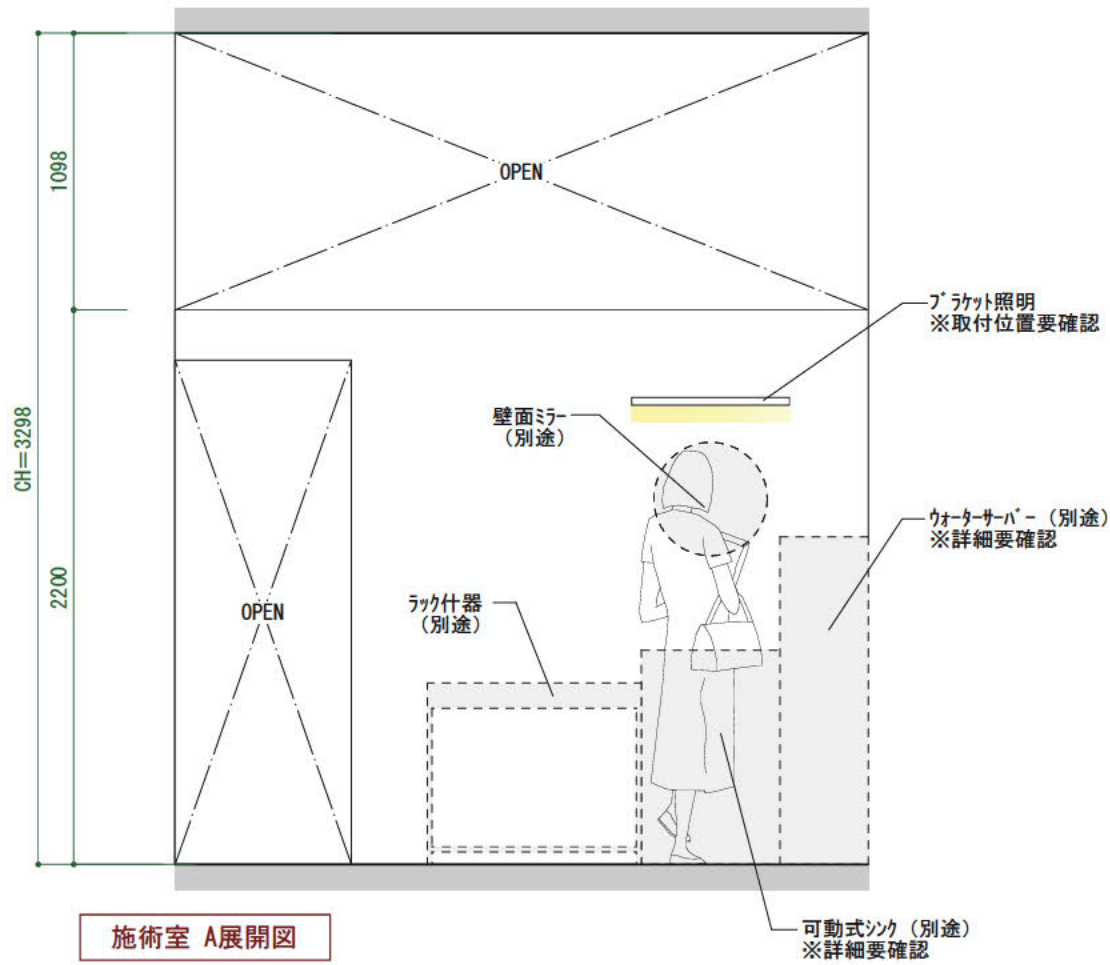 1098
OPEN
ブラケット照明
※取付位置要確認
CH=3298
壁面ミラー
(別途)
ウォーターサーバー (別途)
※詳細要確認
2200
ラック什器
(別途)
OPEN
施術室 A展開図
可動式シンク (別途)
※詳細要確認